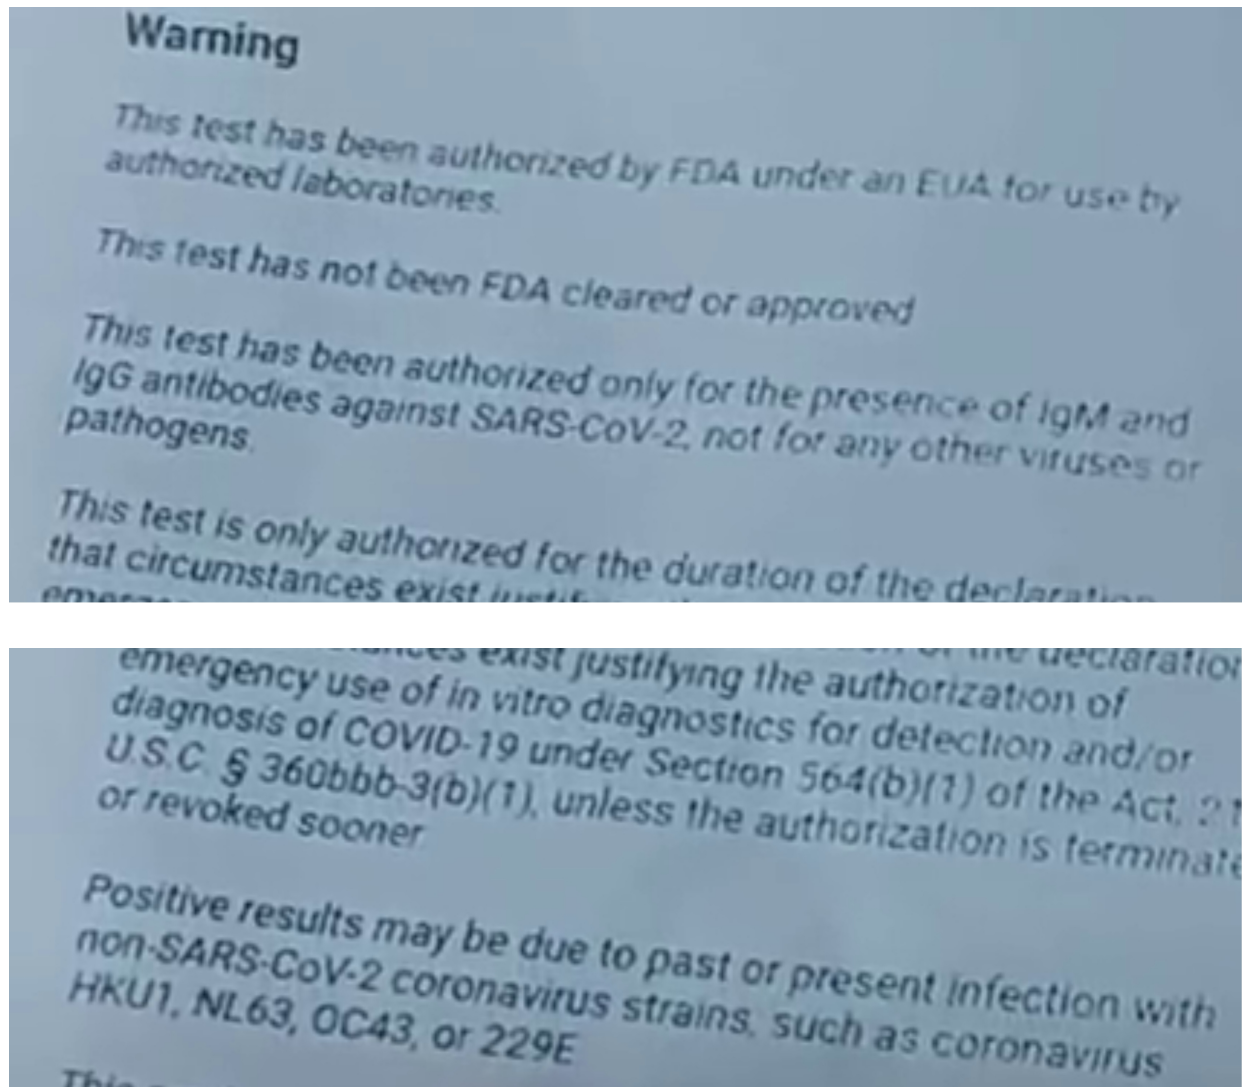 Warning
This test has been authorized by FDA under an EUA for use by
authorized laboratories.
This test has not been FDA cleared or approved
This test has been authorized only for the presence of IgM and
IgG antibodies against SARS-CoV-2, not for any other viruses or
pathogens.
This test is only authorized for the duration of the declaration
that circumstances exist
exist justifying the authorization of
emergency use of in vitro diagnostics for detection and/or
diagnosis of COVID-19 under Section 564(b)(1) of the Act, 21
U.S.C. § 360bbb-3(b)(1), unless the authorization is terminate
or revoked sooner
Positive results may be due to past or present infection with
non-SARS-CoV-2 coronavirus strains, such as coronavirus
HKU1, NL63, OC43, or 229E
This